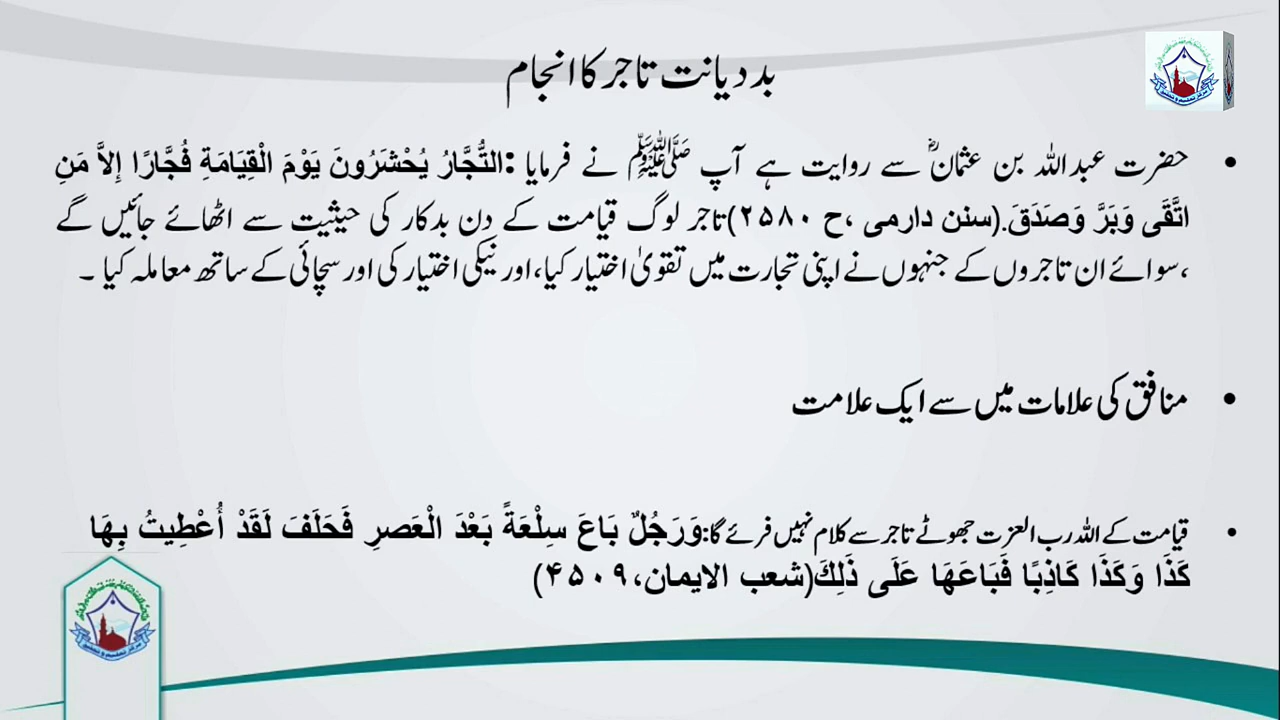 بددیانت تاجر کا انجام
• حضرت عبداللہ بن عثمانؓ سے روایت ہے آپ ﷺ نے فرمایا :التُّجَّارُ يُحْشَرُونَ يَوْمَ الْقِيَامَةِ فُجَّارًا إِلاَّ مَنِ
اتَّقَى وَبَرَّ وَصَدَقَ.(سنن دارمی ،ح ۲۵۸۰)تاجر لوگ قیامت کے دن بدکار کی حیثیت سے اٹھائے جائیں گے
،سوائے ان تاجروں کے جنہوں نے اپنی تجارت میں تقویٰ اختیار کیا،اور نیکی اختیار کی اور سچائی کے ساتھ معاملہ کیا ۔
• منافق کی علامات میں سے ایک علامت
• قیامت کے اللہ رب العزت جھوٹے تاجر سے کلام نہیں فرئے گا:وَرَجُلٌ بَاعَ سِلْعَةً بَعْدَ الْعَصرِ فَحَلَفَ لَقَدْ أُعْطِيتُ بِهَا
كَذَا وَكَذَا كَاذِبًا فَبَاعَهَا عَلَى ذَلِكَ(شعب الایمان،۴۵۰۹)